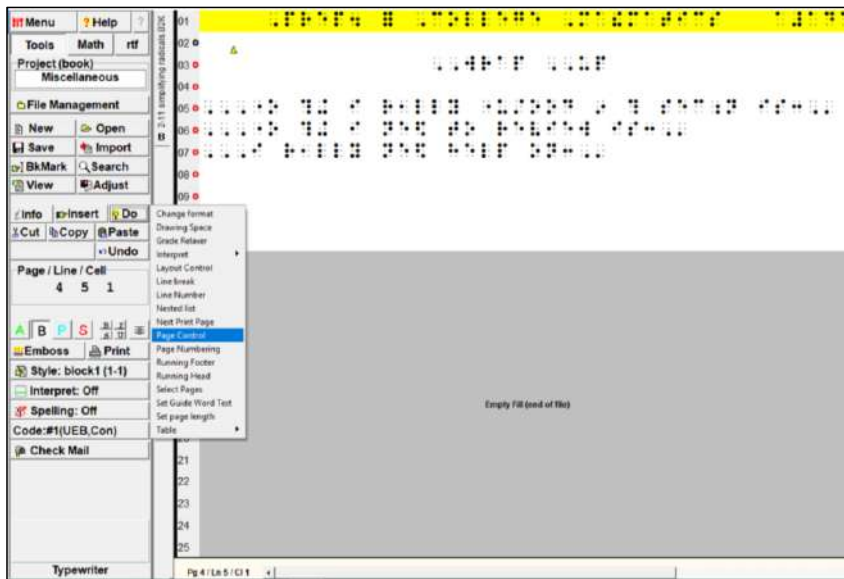 Menu
Help
?
Tools
Math
rtf
Project (book)
Miscellaneous
File Management
New
Open
Save
Import
BkMark
Search
View
Adjust
Info
Insert
Do
Cut
Copy
Paste
Undo
Page / Line / Cell
4 5 1
A B P S
Emboss
Print
Style: block1 (1-1)
Interpret: Off
Spelling: Off
Code:#1(UEB,Con)
Check Mail
Typewriter
2-11 simplifying radicals.B2K
B
01
02
03 ⠠⠠⠺⠗⠁⠏ ⠠⠠⠥⠏
04
05
06
07
08
09
Change format
Drawing Space
Grade Relaxer
Interpret
Layout Control
Line break
Line Number
Nested list
Next Print Page
Page Control
Page Numbering
Running Footer
Running Head
Select Pages
Set Guide Word Text
Set page length
Table
Empty Fill (end of file)
21
22
23
24
25
Pg 4 / Ln 5 / Cl 1